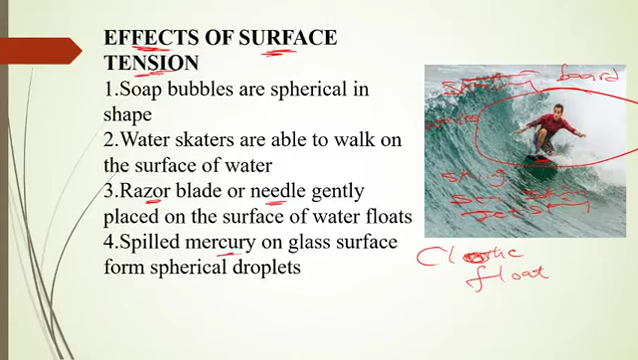 EFFECTS OF SURFACE
TENSION
1.Soap bubbles are spherical in
shape
2.Water skaters are able to walk on
the surface of water
3.Razor blade or needle gently
placed on the surface of water floats
4.Spilled mercury on glass surface
form spherical droplets
board
float